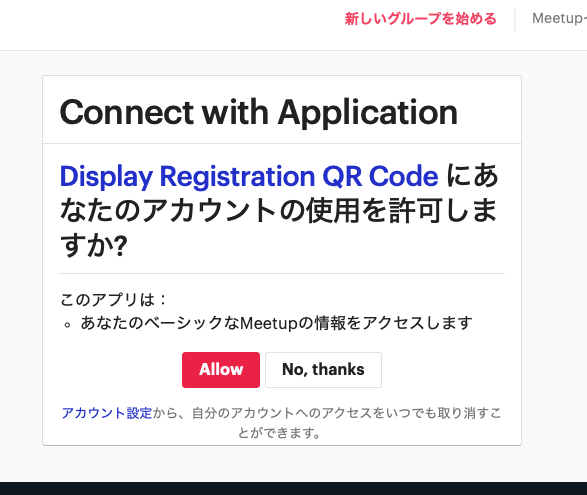 新しいグループを始める
Meetup
Connect with Application
Display Registration QR Code にあ
なたのアカウントの使用を許可しま
すか?
このアプリは：
あなたのベーシックなMeetupの情報をアクセスします
Allow
No, thanks
アカウント設定から、自分のアカウントへのアクセスをいつでも取り消すこ
とができます。